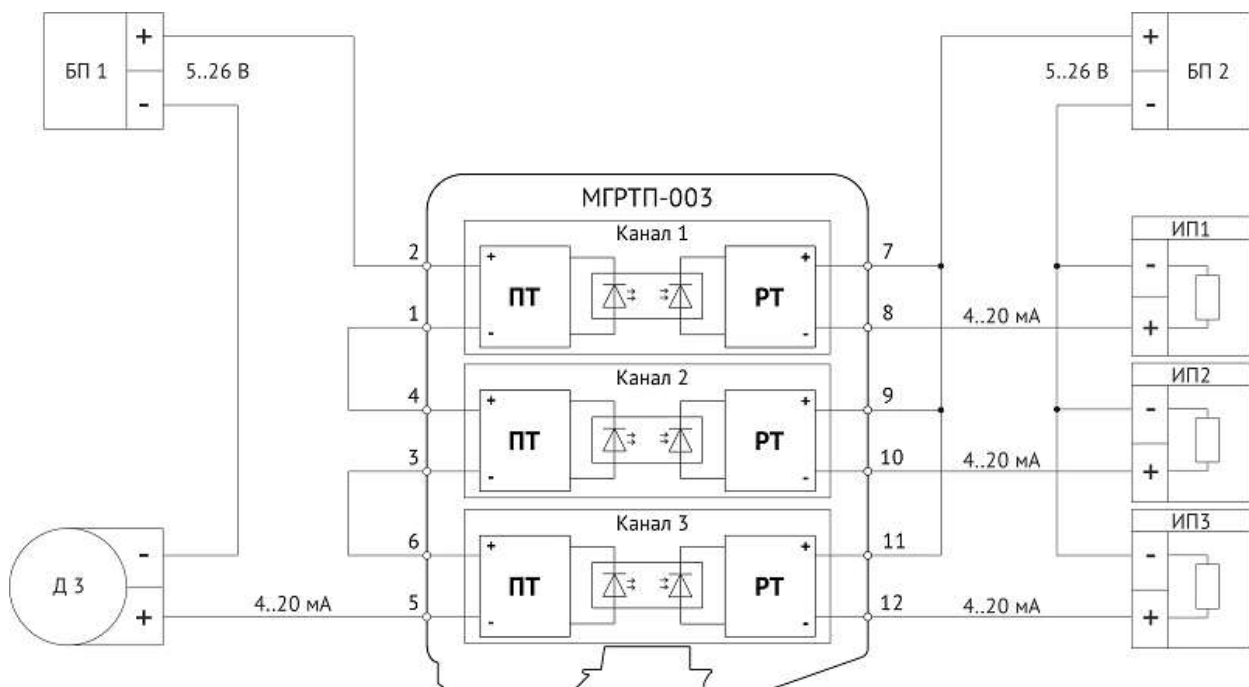 БП 1
+
-
5..26 В
5..26 В
+
-
БП 2
МГРТП-003
Канал 1
2
+
ПТ
-
1
+
РТ
-
7
8
4..20 мА
ИП1
-
+
Канал 2
4
+
ПТ
-
3
+
РТ
-
9
10
4..20 мА
ИП2
-
+
Канал 3
6
+
ПТ
-
5
+
РТ
-
11
12
4..20 мА
ИП3
-
+
Д 3
-
+
4..20 мА